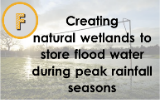 F
Creating
natural wetlands to
store flood water
during peak rainfall
seasons